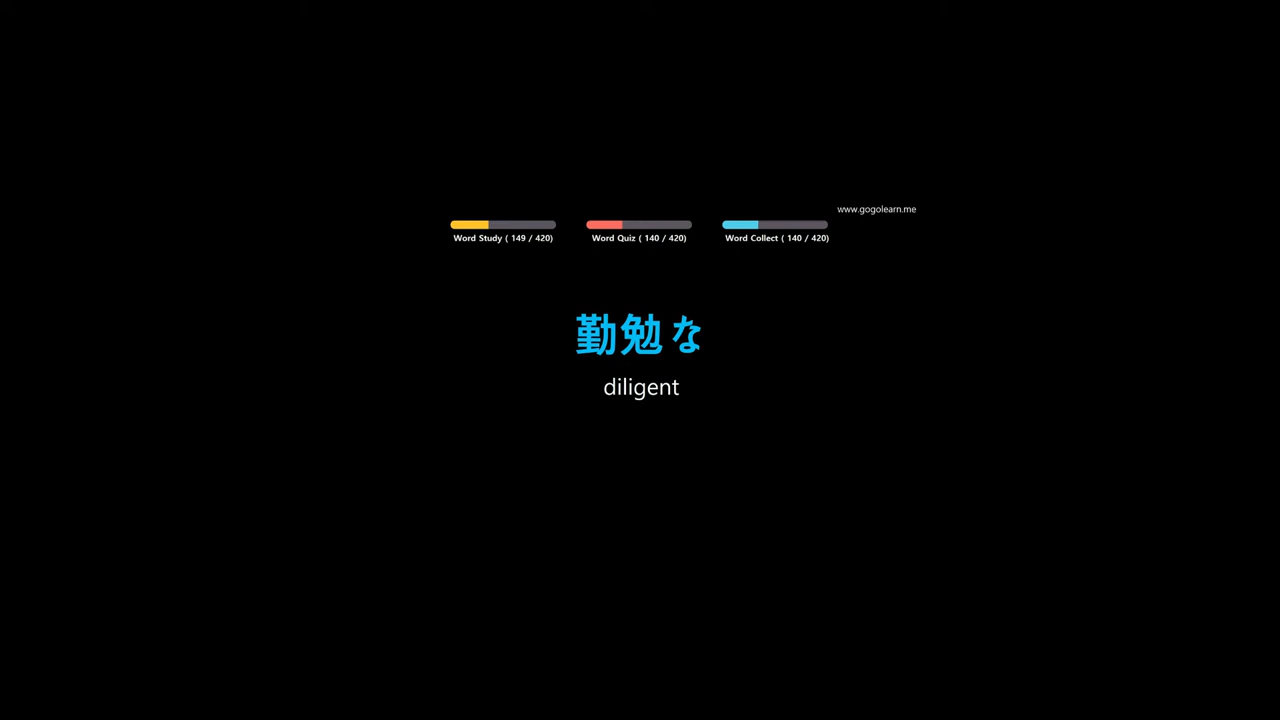 www.gogolearn.me
Word Study ( 149 / 420)
Word Quiz ( 140 / 420)
Word Collect ( 140 / 420)
勤勉な
diligent